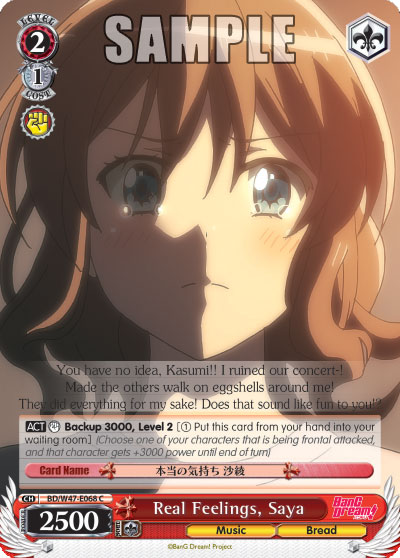 LEVEL
2
SAMPLE
1
COST
You have no idea, Kasumi!! I ruined our concert-!
Made the others walk on eggshells around me!
They did everything for my sake! Does that sound like fun to you!?
ACT Backup 3000, Level 2 [① Put this card from your hand into your
waiting room] (Choose one of your characters that is being frontal attacked,
and that character gets +3000 power until end of turn)
Card Name 本当の気持ち 沙綾
CH BD/W47-E068 C
2500
Real Feelings, Saya
BanG Dream!
Music Bread
©BanG Dream! Project